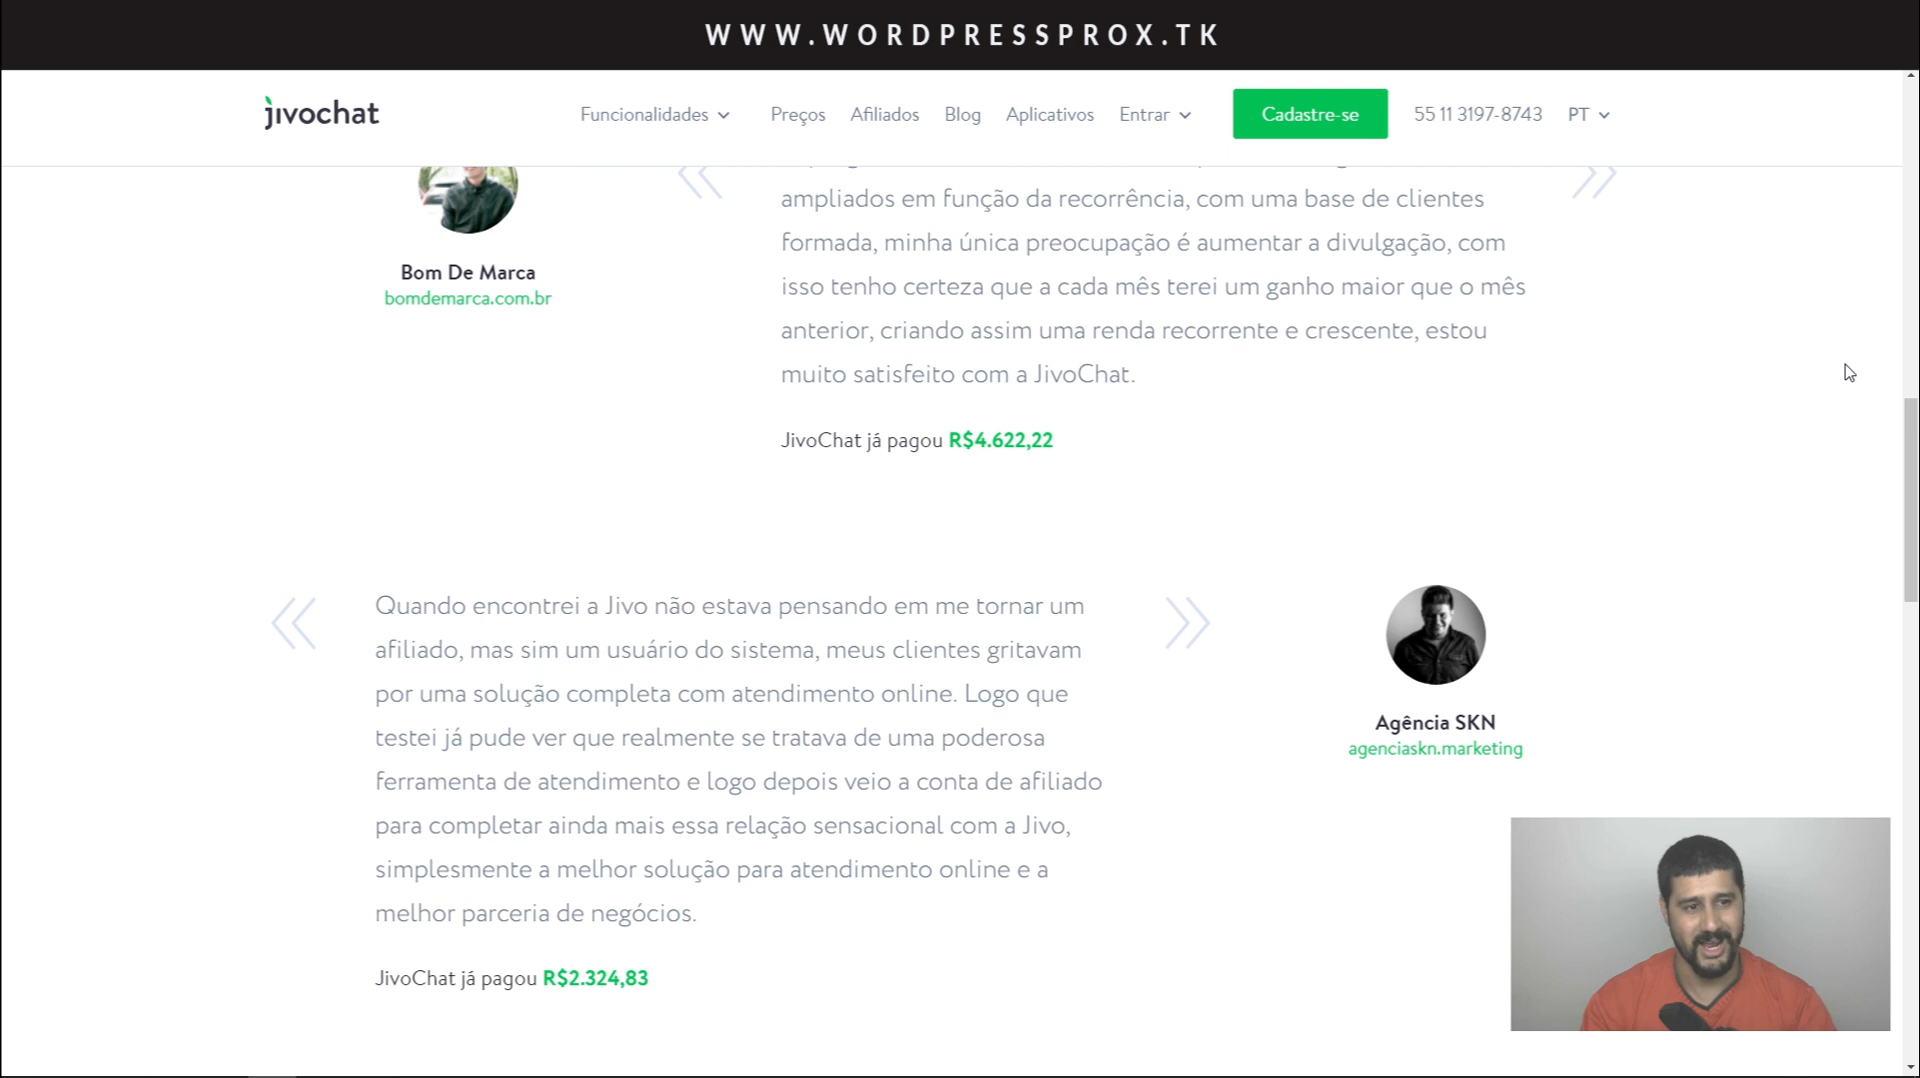 WWW.WORDPRESSPROX.TK
jivochat
Funcionalidades Preços Afiliados Blog Aplicativos Entrar Cadastre-se 55 11 3197-8743 PT
ampliados em função da recorrência, com uma base de clientes
formada, minha única preocupação é aumentar a divulgação, com
isso tenho certeza que a cada mês terei um ganho maior que o mês
anterior, criando assim uma renda recorrente e crescente, estou
muito satisfeito com a JivoChat.
Bom De Marca
bomdemarca.com.br
JivoChat já pagou R$4.622,22
Quando encontrei a Jivo não estava pensando em me tornar um
afiliado, mas sim um usuário do sistema, meus clientes gritavam
por uma solução completa com atendimento online. Logo que
testei já pude ver que realmente se tratava de uma poderosa
ferramenta de atendimento e logo depois veio a conta de afiliado
para completar ainda mais essa relação sensacional com a Jivo,
simplesmente a melhor solução para atendimento online e a
melhor parceria de negócios.
Agência SKN
agenciaskn.marketing
JivoChat já pagou R$2.324,83